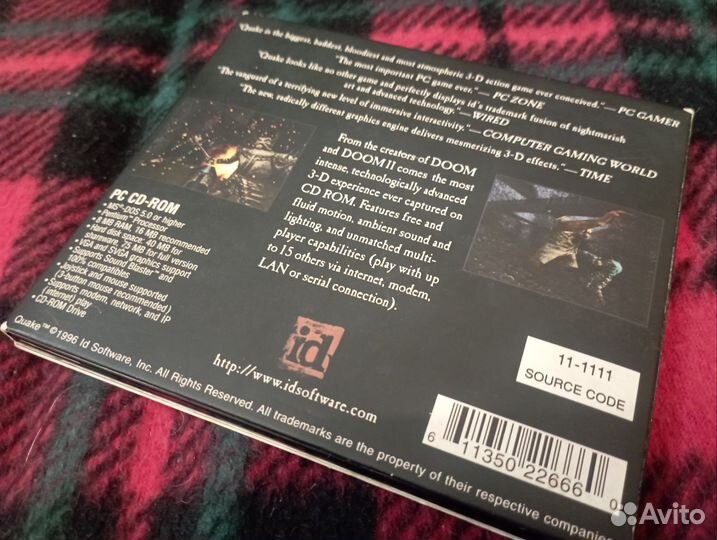 "Quake is the biggest, baddest, bloodiest and most atmospheric 3-D action game ever conceived."— PC GAMER
"The most important PC game ever."— PC ZONE
"Quake looks like no other game and perfectly displays id's trademark fusion of nightmarish
art and advanced technology."—WIRED
"The vanguard of a terrifying new level of immersive interactivity."—COMPUTER GAMING WORLD
"The new, radically different graphics engine delivers mesmerizing 3-D effects."— TIME
From the creators of DOOM
and DOOM II comes the most
intense, technologically advanced
3-D experience ever captured on
CD ROM. Features free and
fluid motion, ambient sound and
lighting, and unmatched multi-
player capabilities (play with up
to 15 others via internet, modem,
LAN or serial connection).
PC CD-ROM
• MS®-DOS 5.0 or higher
• Pentium™ Processor
• 8 MB RAM, 16 MB recommended
• Hard disk space: 40 MB for
shareware, 75 MB for full version
• VGA and SVGA graphics support
• Supports Sound Blaster™ and
100% compatibles
• Joystick and mouse supported
(3-button mouse recommended)
• Supports modem, network, and IP
(internet) play
• CD-ROM Drive
id
http://www.idsoftware.com
11-1111
SOURCE CODE
Quake™©1996 Id Software, Inc. All Rights Reserved. All trademarks are the property of their respective companies
6 11350 22666 0
Avito